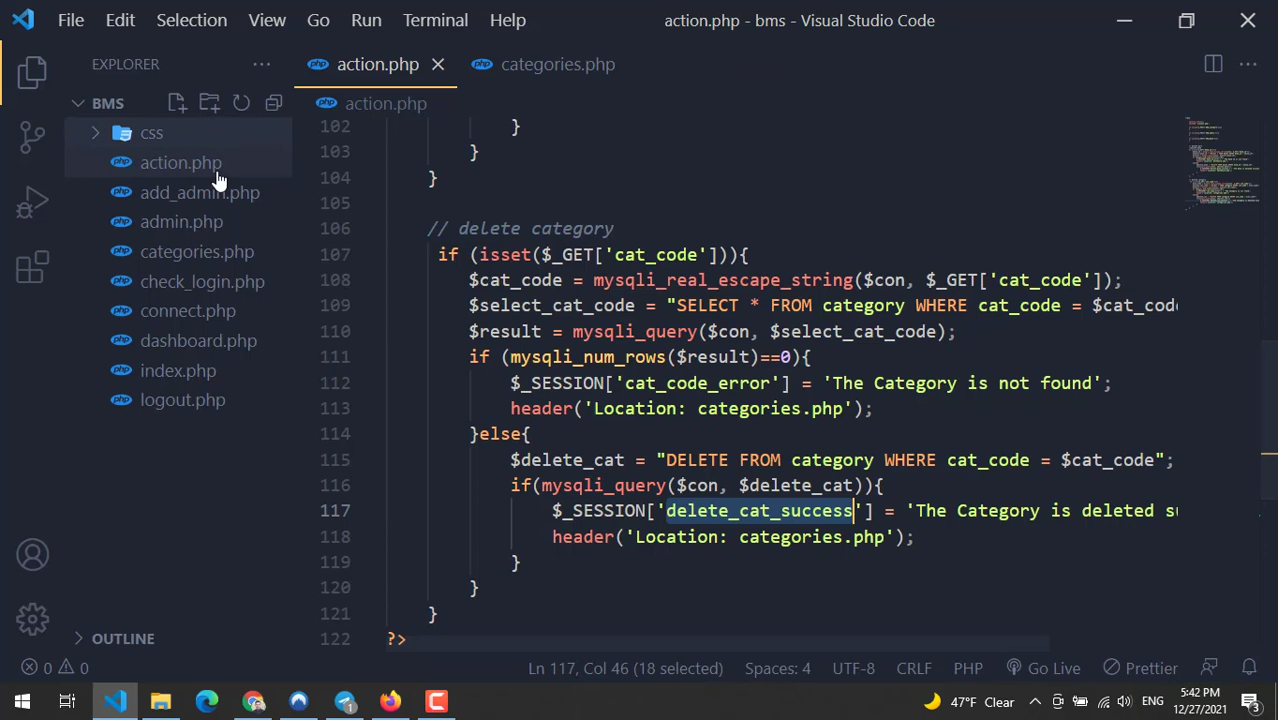 File Edit Selection View Go Run Terminal Help
action.php - bms - Visual Studio Code
EXPLORER
BMS
css
action.php
add_admin.php
admin.php
categories.php
check_login.php
connect.php
dashboard.php
index.php
logout.php
OUTLINE
php action.php
php categories.php
php action.php
102 }
103 }
104 }
105
106 // delete category
107 if (isset($_GET['cat_code'])){
108 $cat_code = mysqli_real_escape_string($con, $_GET['cat_code']);
109 $select_cat_code = "SELECT * FROM category WHERE cat_code = $cat_code
110 $result = mysqli_query($con, $select_cat_code);
111 if (mysqli_num_rows($result)==0){
112 $_SESSION['cat_code_error'] = 'The Category is not found';
113 header('Location: categories.php');
114 }else{
115 $delete_cat = "DELETE FROM category WHERE cat_code = $cat_code";
116 if(mysqli_query($con, $delete_cat)){
117 $_SESSION['delete_cat_success'] = 'The Category is deleted su
118 header('Location: categories.php');
119 }
120 }
121 }
122 ?>
0 0
Ln 117, Col 46 (18 selected) Spaces: 4 UTF-8 CRLF PHP Go Live Prettier
47°F Clear ENG 5:42 PM
12/27/2021
3